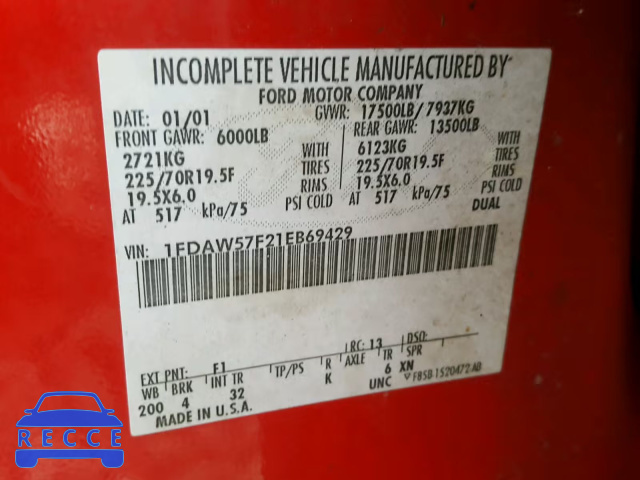 INCOMPLETE VEHICLE MANUFACTURED BY
FORD MOTOR COMPANY
DATE: 01/01 GVWR: 17500LB/7937KG
FRONT GAWR: 6000LB REAR GAWR: 13500LB
2721KG WITH 6123KG WITH
225/70R19.5F TIRES 225/70R19.5F TIRES
19.5X6.0 RIMS 19.5X6.0 RIMS
AT 517 kPa/75 PSI COLD AT 517 kPa/75 PSI COLD
DUAL
VIN: 1FDAW57F21EB69429
EXT PNT: F1 RC: 13 DSO:
WB BRK INT TR TP/PS R AXLE TR SPR
200 4 32 K 6 XN
UNC F85B 1520472 AB
MADE IN U.S.A.
RECCE